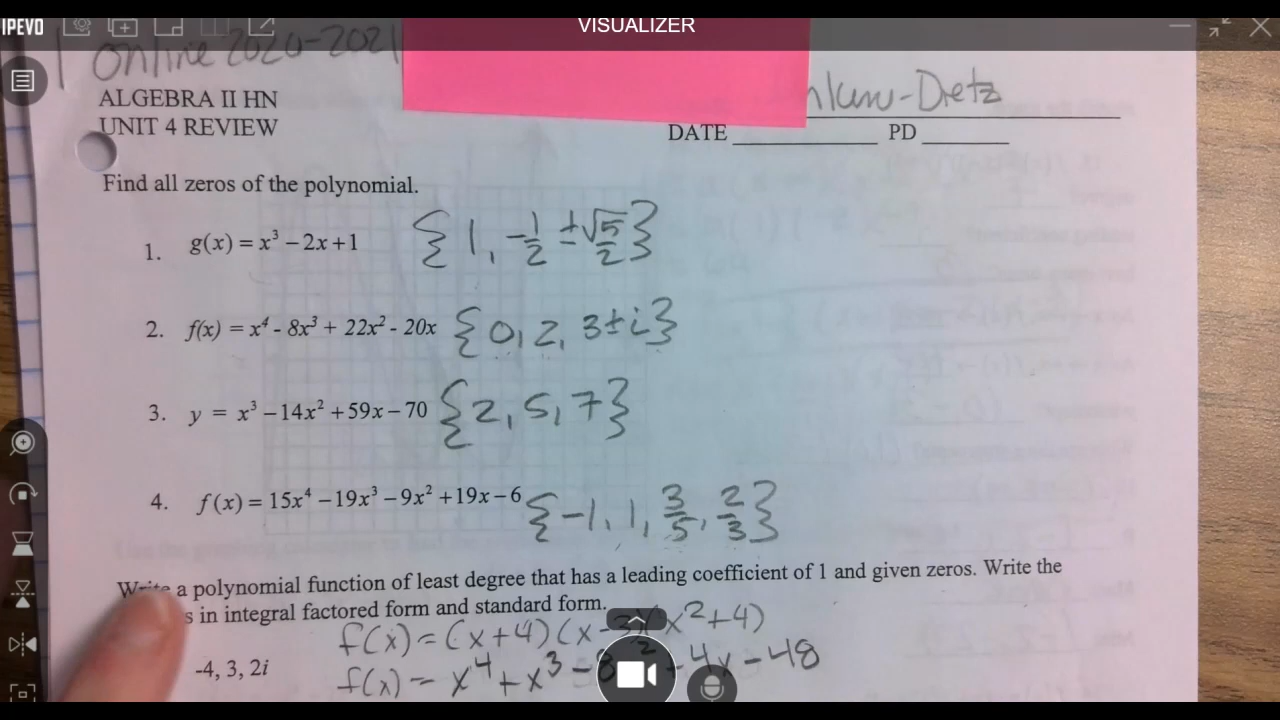 IPEVO
VISUALIZER
Online 2020-2021
ALGEBRA II HN
UNIT 4 REVIEW
-Dietz
DATE PD
Find all zeros of the polynomial.
1. g(x) = x³ − 2x + 1 { 1, −1/2 ± √5/2 }
2. f(x) = x⁴ - 8x³ + 22x² - 20x { 0, 2, 3±i }
3. y = x³ − 14x² + 59x − 70 { 2, 5, 7 }
4. f(x) = 15x⁴ − 19x³ − 9x² + 19x − 6 { −1, 1, 3/5, 2/3 }
Write a polynomial function of least degree that has a leading coefficient of 1 and given zeros. Write the
in integral factored form and standard form.
f(x) = (x+4)(x-3)(x²+4)
-4, 3, 2i
f(x) = x⁴ + x³ − 8 ² + 4x − 48